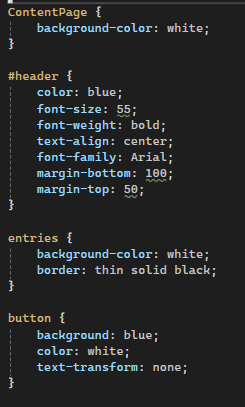 ContentPage {
background-color: white;
}
#header {
color: blue;
font-size: 55;
font-weight: bold;
text-align: center;
font-family: Arial;
margin-bottom: 100;
margin-top: 50;
}
entries {
background-color: white;
border: thin solid black;
}
button {
background: blue;
color: white;
text-transform: none;
}